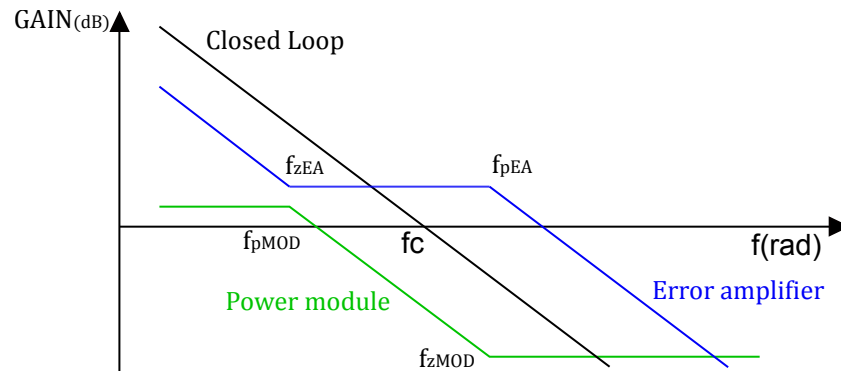 GAIN(dB)
Closed Loop
fzEA
fpEA
fpMOD
fc
f(rad)
Power module
Error amplifier
fzMOD